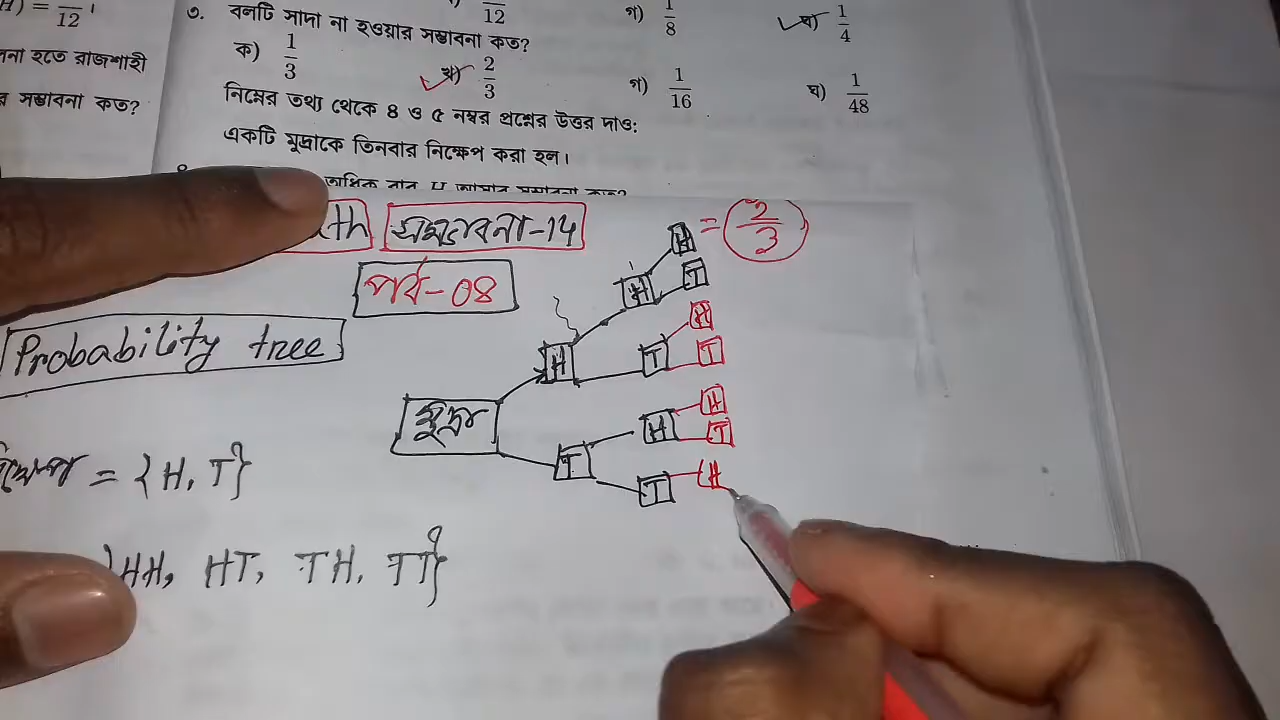 H) = 1/12 '
না হতে রাজশাহী
র সম্ভাবনা কত?
12 গ) 1/8 ঘ) 1/4
৩. বলটি সাদা না হওয়ার সম্ভাবনা কত?
ক) 1/3 খ) 2/3 গ) 1/16 ঘ) 1/48
নিম্নের তথ্য থেকে ৪ ও ৫ নম্বর প্রশ্নের উত্তর দাও:
একটি মুদ্রাকে তিনবার নিক্ষেপ করা হল।
th সম্ভাবনা-14
পর্ব-08
= 2/3
Probability tree
মুদ্রা
H
T
H
T
H
T
H
T
H
T
H
T
H
= {H, T}
}HH, HT, TH, TT}